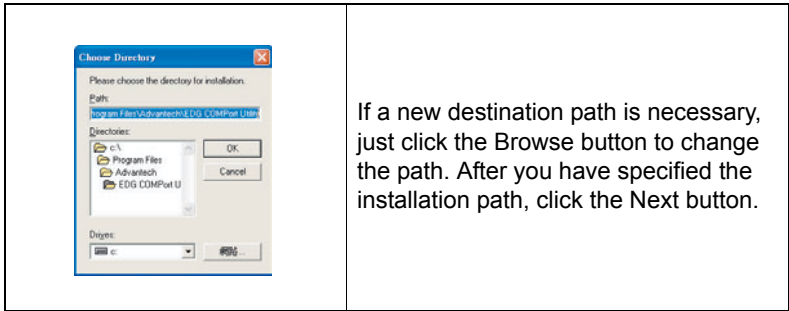 Choose Directory
Please choose the directory for installation.
Path:
rogram Files\Advantech\EDG COMPort Utility
Directories:
c:\
Program Files
Advantech
EDG COMPort U
OK
Cancel
Drives:
c:
If a new destination path is necessary,
just click the Browse button to change
the path. After you have specified the
installation path, click the Next button.